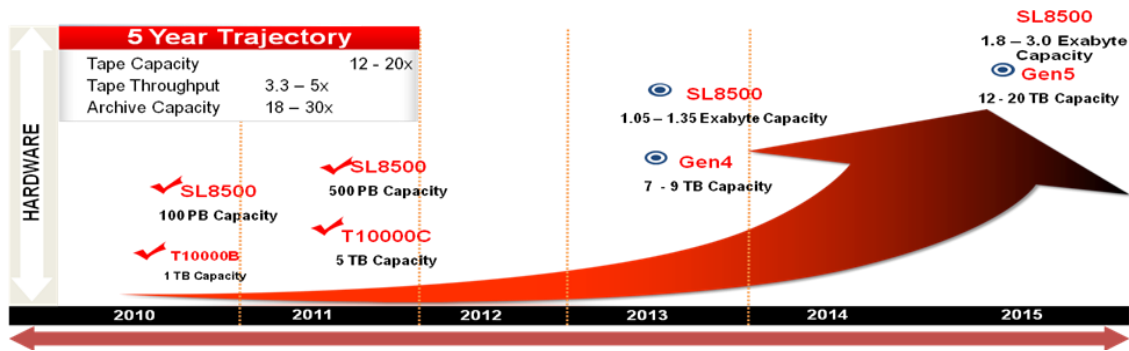 HARDWARE
5 Year Trajectory
Tape Capacity 12 - 20x
Tape Throughput 3.3 – 5x
Archive Capacity 18 – 30x
SL8500
100 PB Capacity
T10000B
1 TB Capacity
SL8500
500 PB Capacity
T10000C
5 TB Capacity
SL8500
1.05 – 1.35 Exabyte Capacity
Gen4
7 - 9 TB Capacity
SL8500
1.8 – 3.0 Exabyte
Capacity
Gen5
12 - 20 TB Capacity
2010 2011 2012 2013 2014 2015